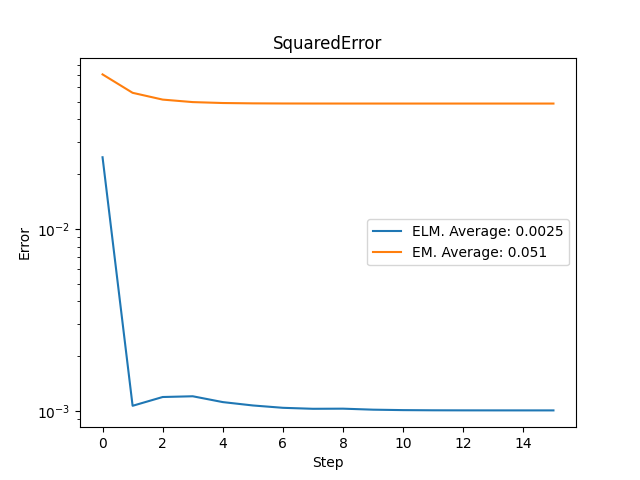 SquaredError
Error
10⁻²
10⁻³
ELM. Average: 0.0025
EM. Average: 0.051
0 2 4 6 8 10 12 14
Step